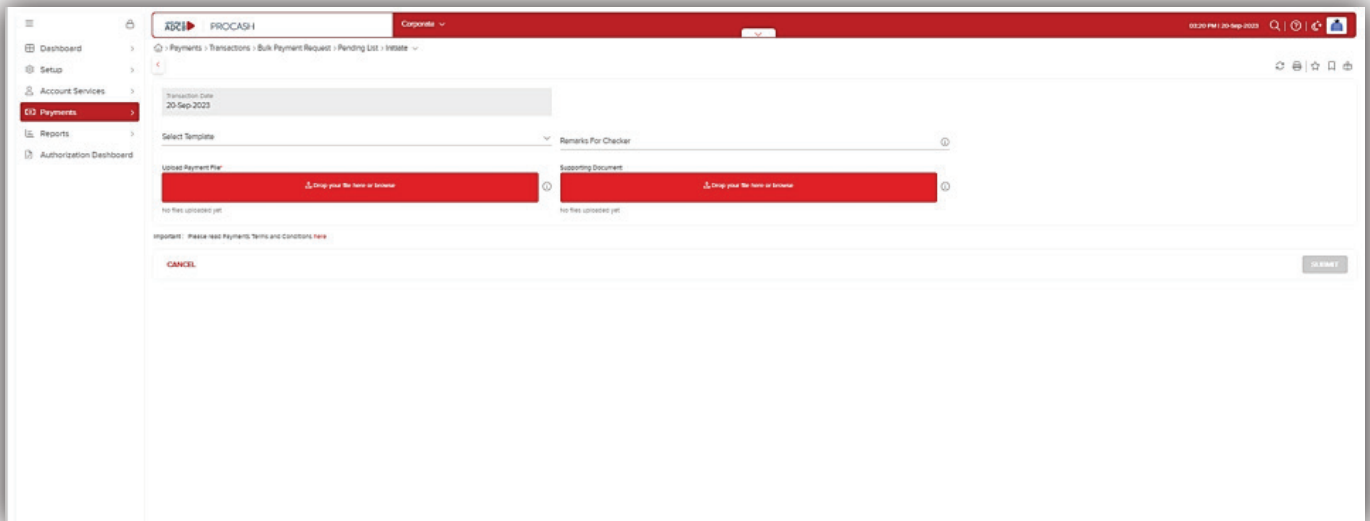 ADCB PROCASH
Corporate
03:20 PM | 20-Sep-2023
Dashboard
Setup
Account Services
Payments
Reports
Authorization Dashboard
> Payments > Transactions > Bulk Payment Request > Pending List > Initiate
Transaction Date
20-Sep-2023
Select Template
Remarks For Checker
Upload Payment File*
Supporting Document
Drop your file here or browse
Drop your file here or browse
No files uploaded yet
No files uploaded yet
Important : Please read Payments Terms and Conditions here
CANCEL
SUBMIT